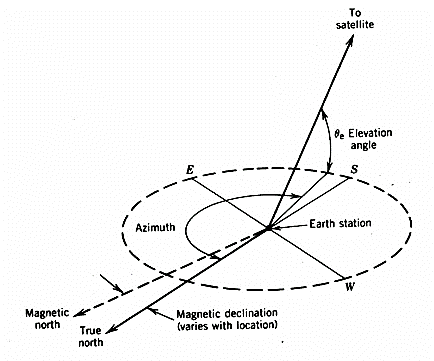 To
satellite
θe Elevation
angle
E
S
Azimuth
Earth station
W
Magnetic
north
True
north
Magnetic declination
(varies with location)